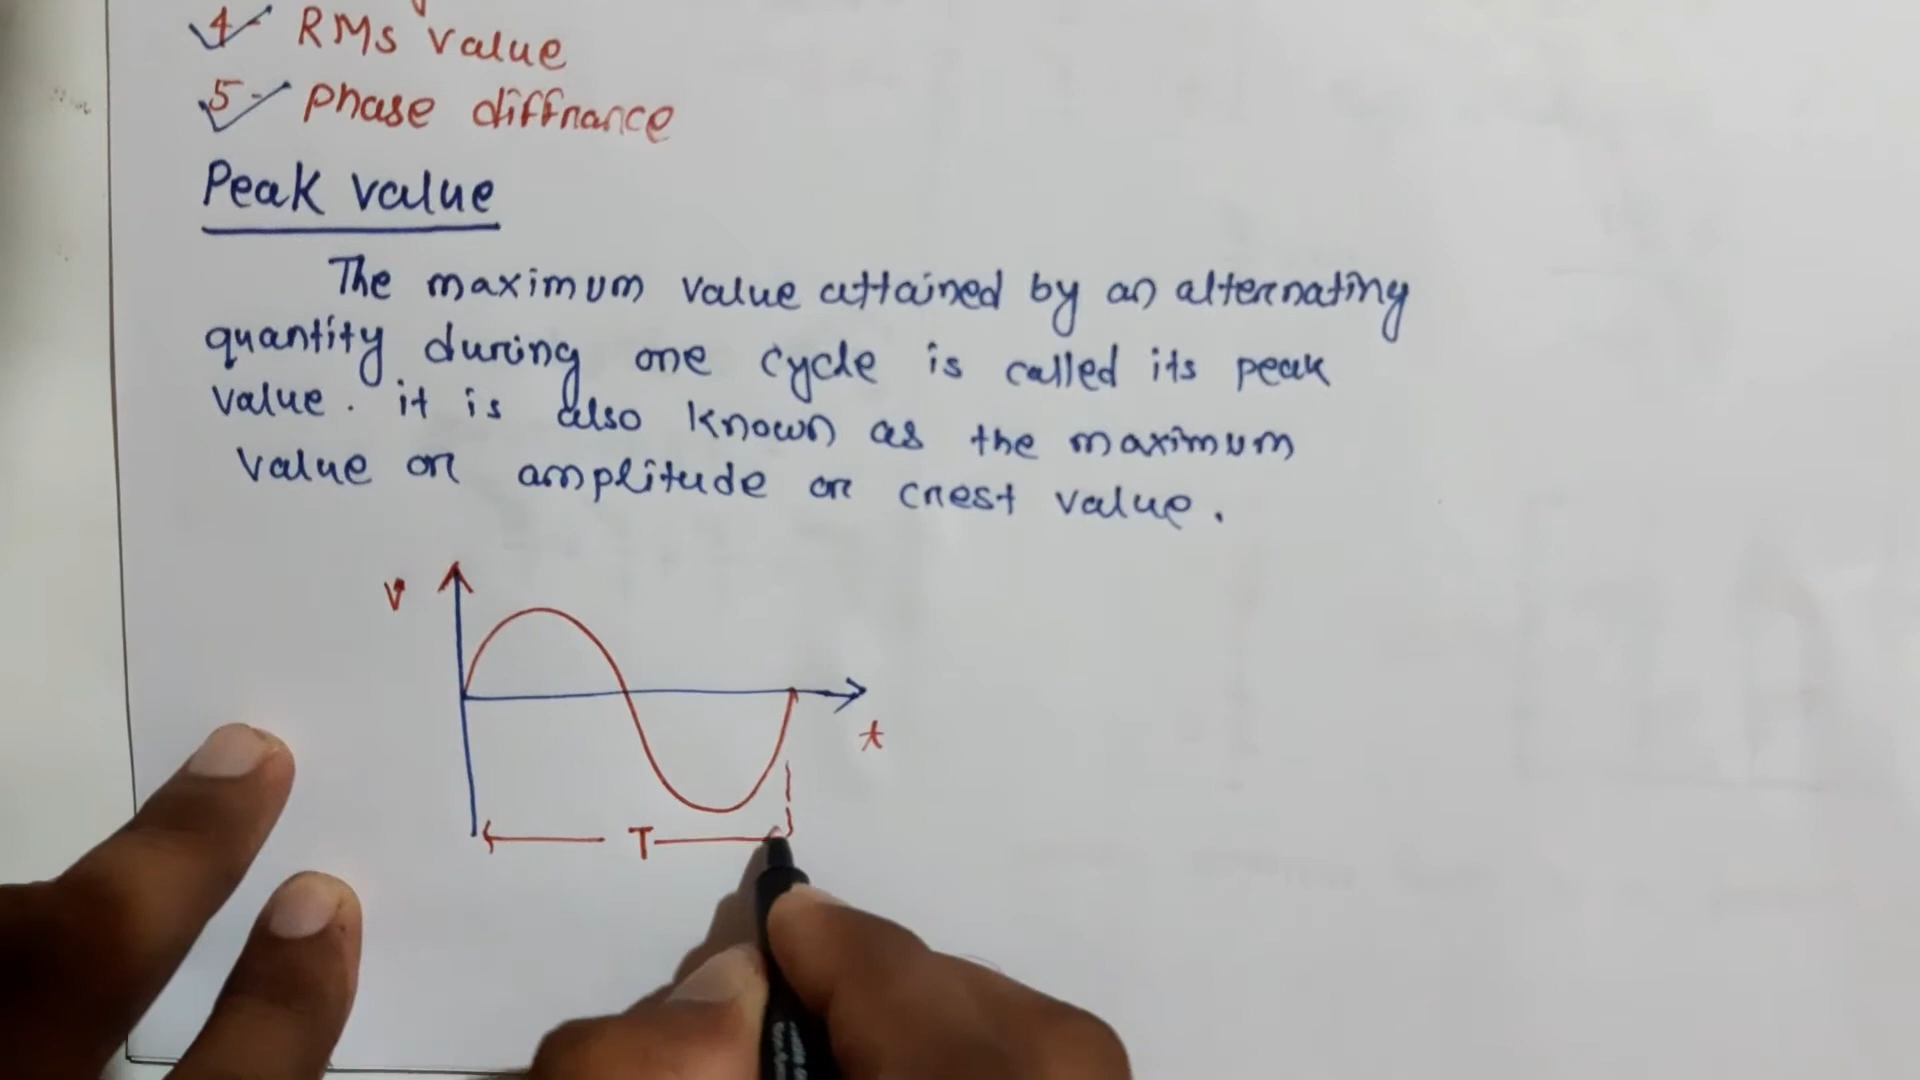 4- RMs value
5- phase diffrance
Peak value
The maximum value attained by an alternating
quantity during one cycle is called its peak
value. it is also known as the maximum
value or amplitude or crest value.
V
t
T